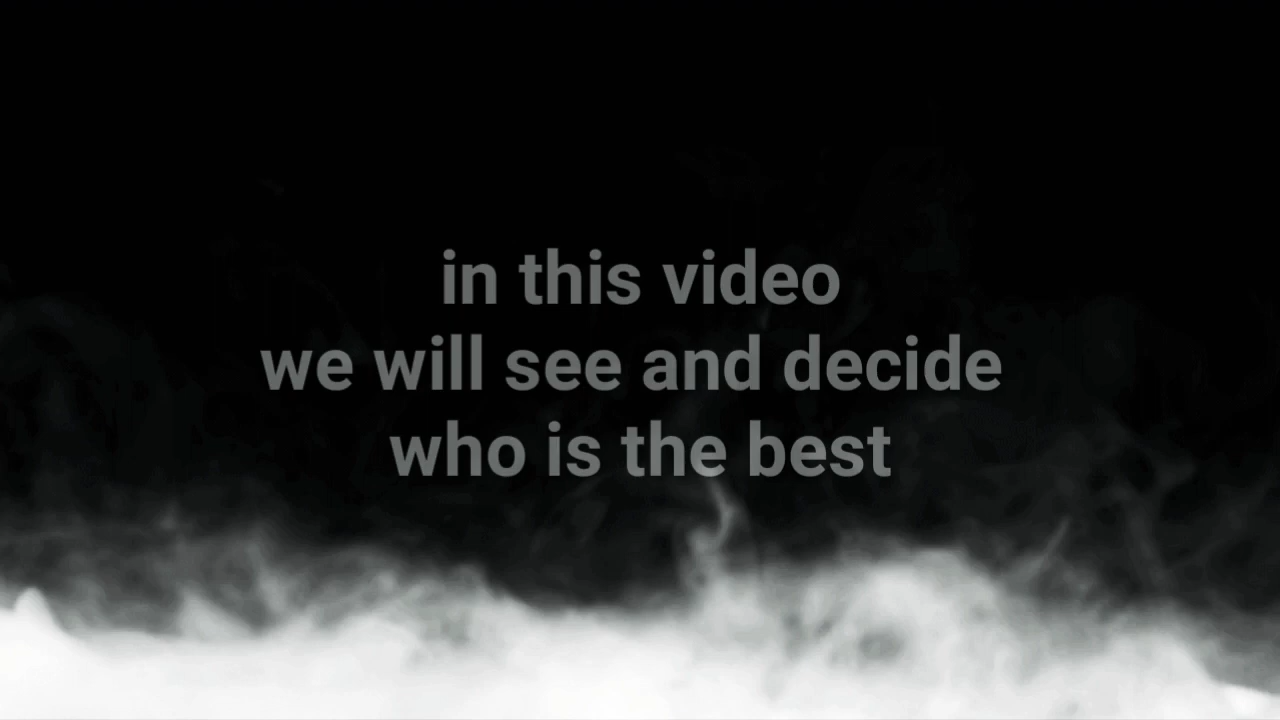 in this video
we will see and decide
who is the best